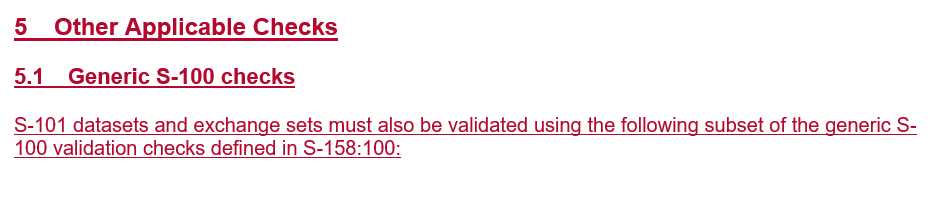 5 Other Applicable Checks
5.1 Generic S-100 checks
S-101 datasets and exchange sets must also be validated using the following subset of the generic S-
100 validation checks defined in S-158:100: